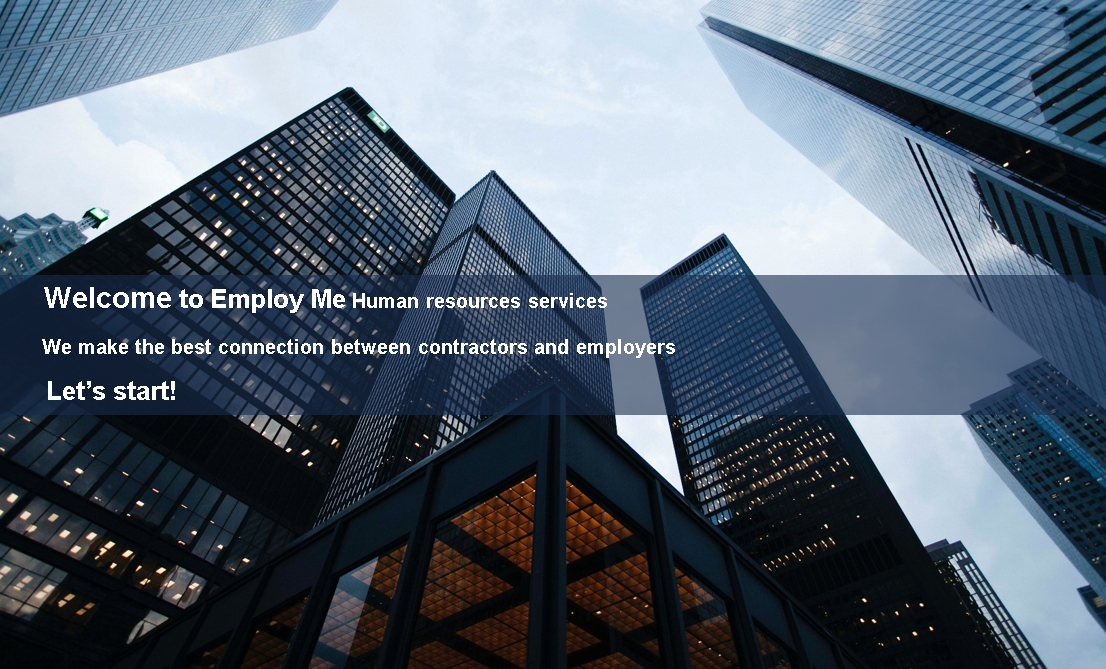 Welcome to Employ Me Human resources services
We make the best connection between contractors and employers
Let’s start!